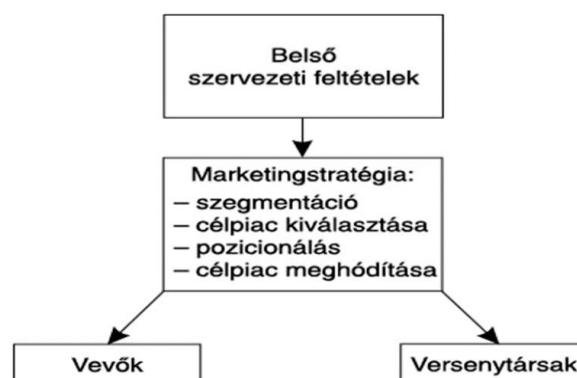 Belső
szervezeti feltételek
Marketingstratégia:
– szegmentáció
– célpiac kiválasztása
– pozicionálás
– célpiac meghódítása
Vevők
Versenytársak